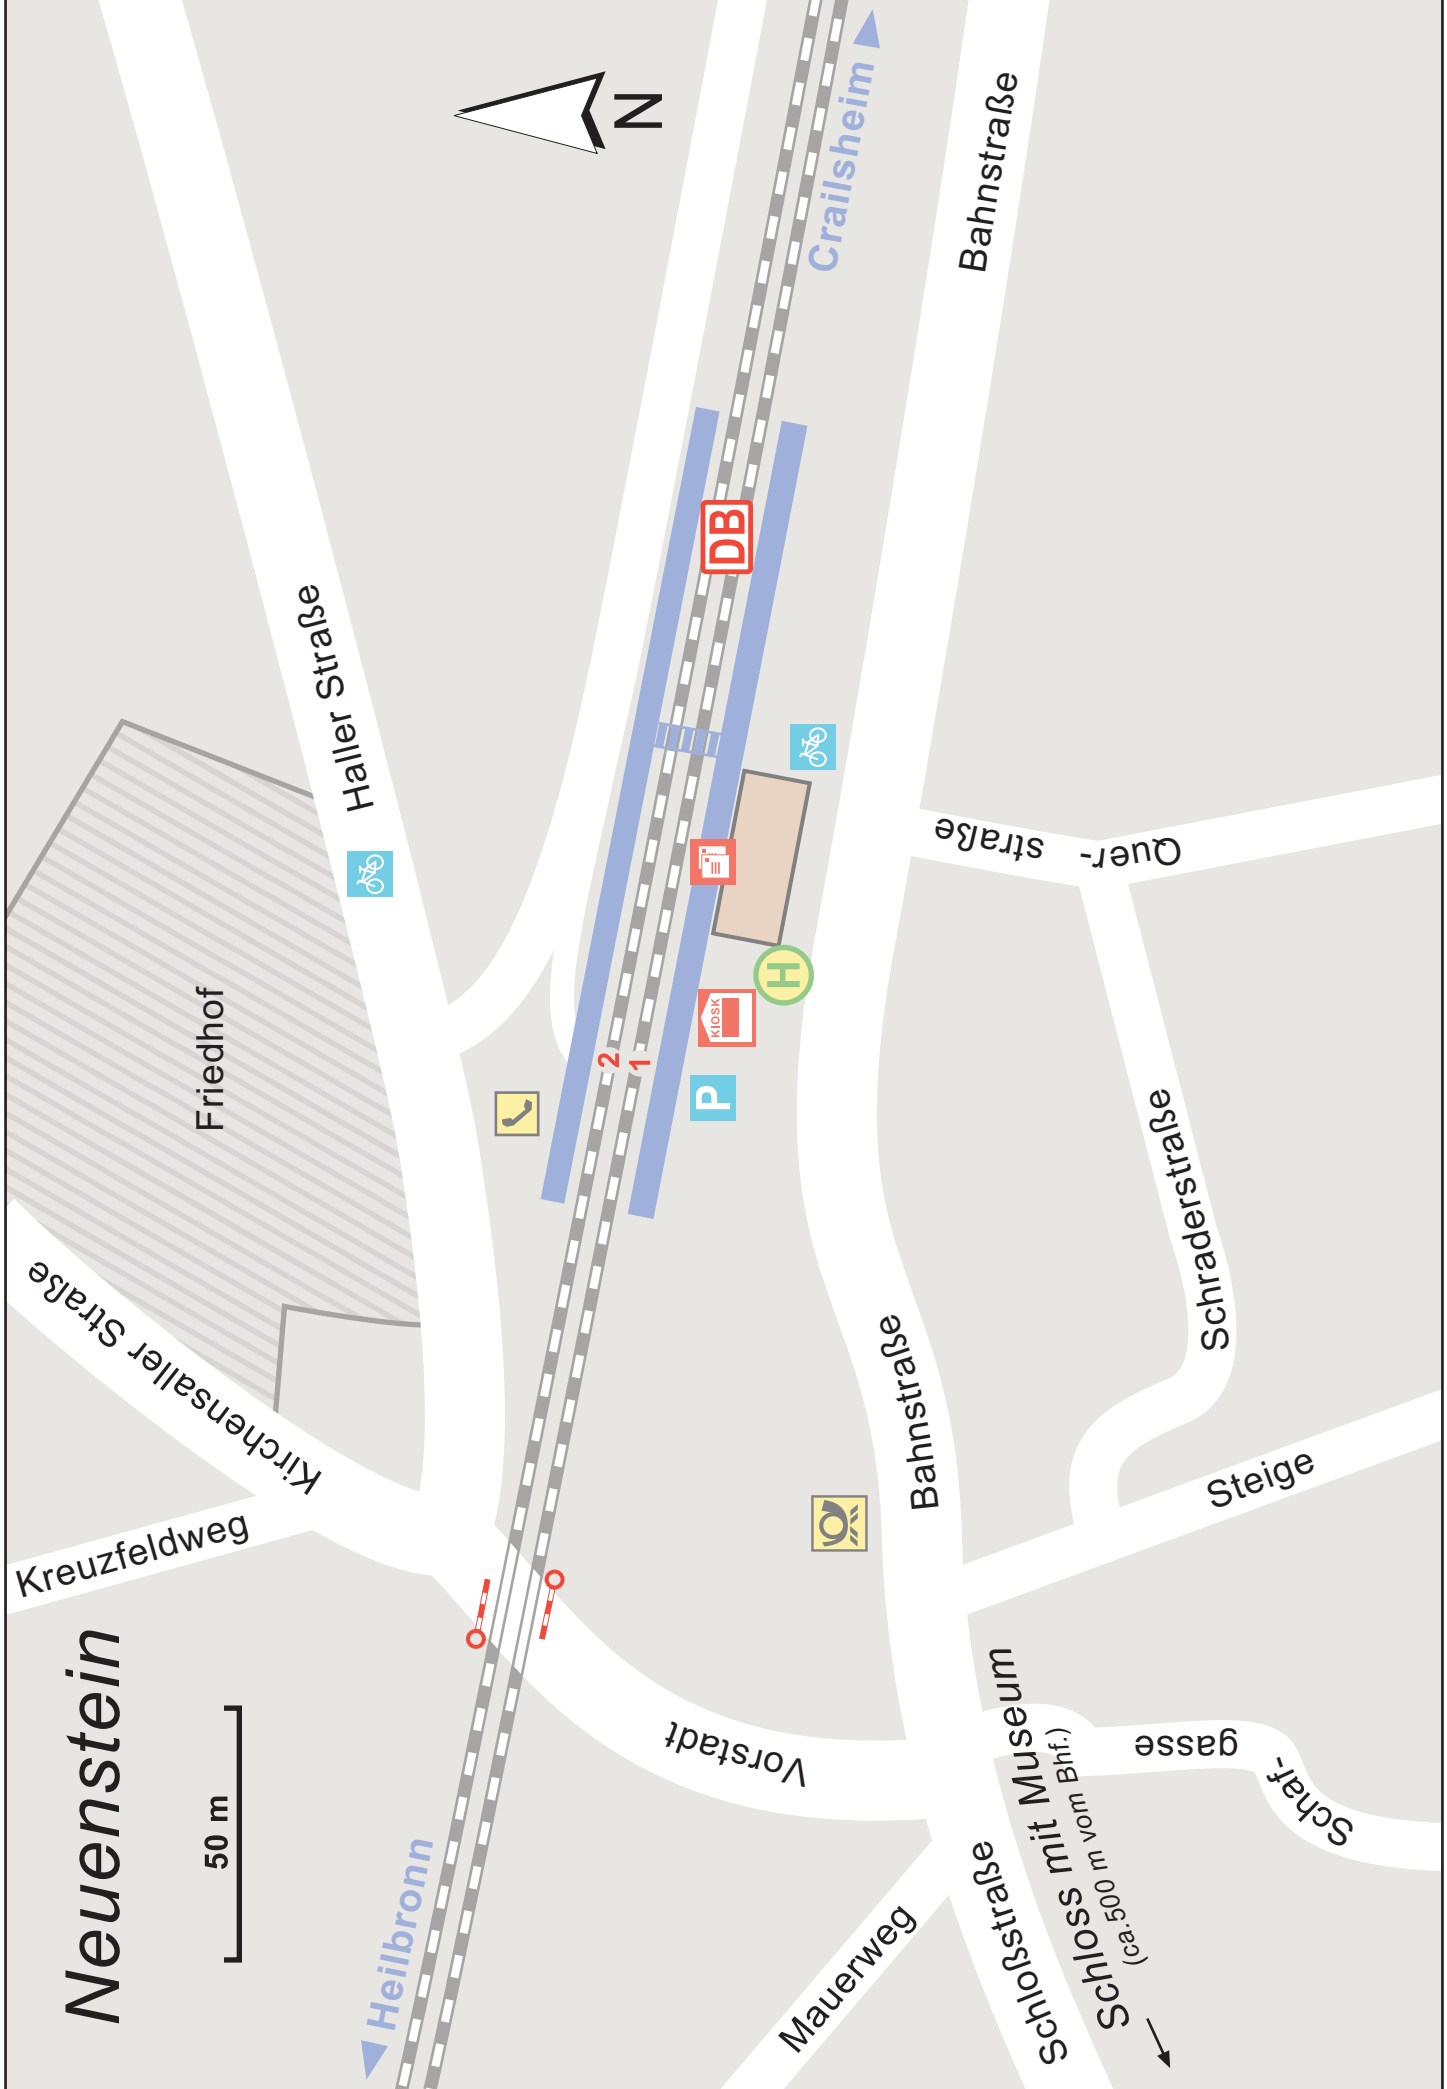 Neuenstein
50 m
Kreuzfeldweg
Kirchensaller Straße
Friedhof
Haller Straße
N
Heilbronn
Crailsheim
DB
2
1
P
KIOSK
H
Vorstadt
Bahnstraße
Bahnstraße
Quer-
straße
Schraderstraße
Steige
Mauerweg
Schloßstraße
Schloss mit Museum
(ca.500 m vom Bhf.)
Schaf-
gasse